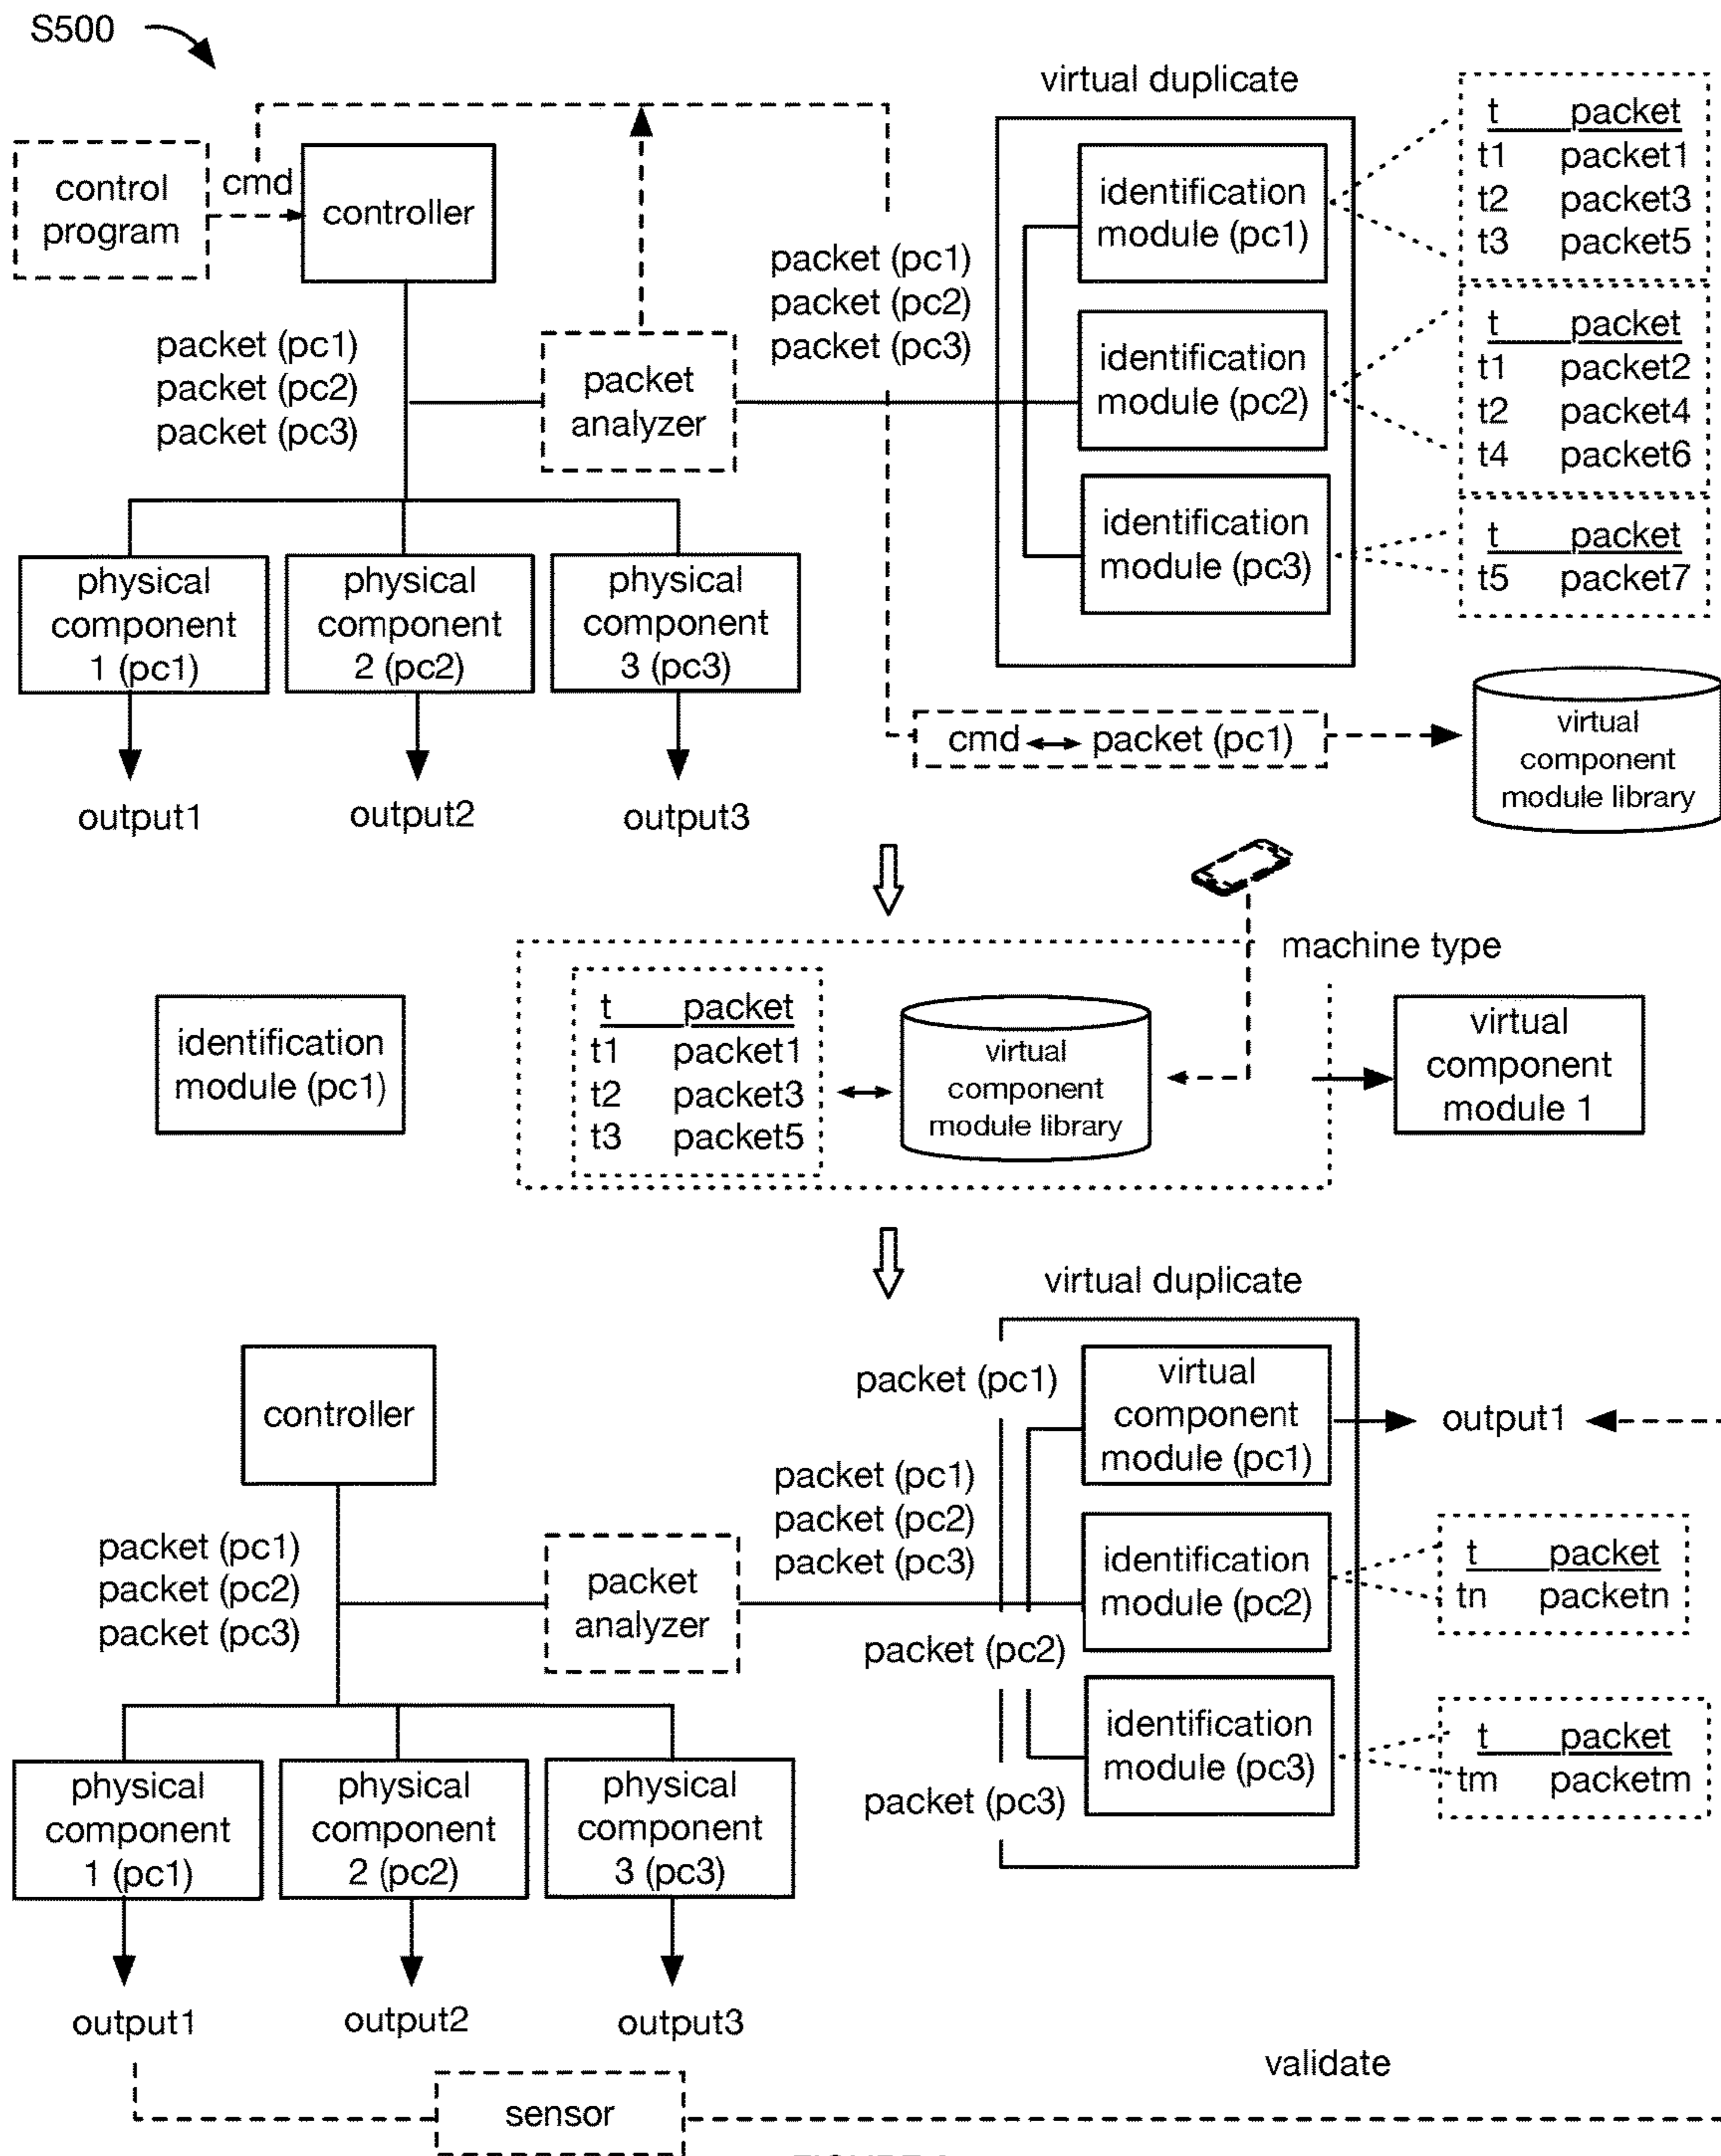 S500
virtual duplicate
control
program
cmd
controller
packet (pc1)
packet (pc2)
packet (pc3)
packet
analyzer
packet (pc1)
packet (pc2)
packet (pc3)
identification
module (pc1)
identification
module (pc2)
identification
module (pc3)
t packet
t1 packet1
t2 packet3
t3 packet5
t packet
t1 packet2
t2 packet4
t4 packet6
t packet
t5 packet7
physical
component
1 (pc1)
physical
component
2 (pc2)
physical
component
3 (pc3)
output1
output2
output3
cmd packet (pc1)
virtual
component
module library
machine type
identification
module (pc1)
t packet
t1 packet1
t2 packet3
t3 packet5
virtual
component
module library
virtual
component
module 1
virtual duplicate
controller
packet (pc1)
packet (pc2)
packet (pc3)
packet
analyzer
packet (pc1)
packet (pc2)
packet (pc3)
packet (pc1)
packet (pc2)
packet (pc3)
virtual
component
module (pc1)
identification
module (pc2)
identification
module (pc3)
output1
t packet
tn packetn
t packet
tm packetm
physical
component
1 (pc1)
physical
component
2 (pc2)
physical
component
3 (pc3)
output1
output2
output3
sensor
validate